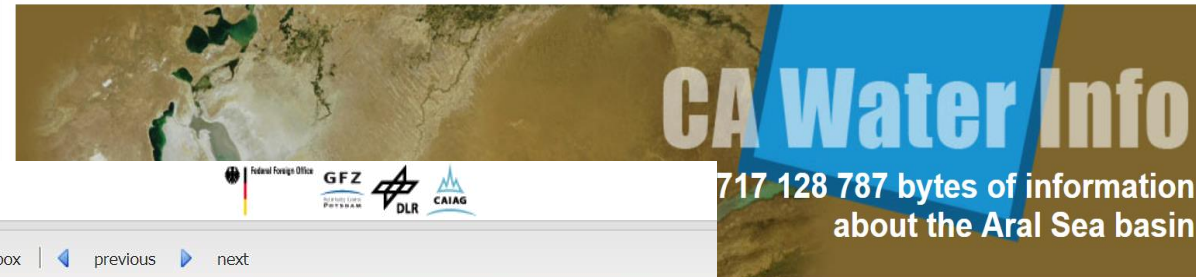 CA Water Info
717 128 787 bytes of information
about the Aral Sea basin
Federal Foreign Office
GFZ
POTSDAM
DLR
CAIAG
box previous next